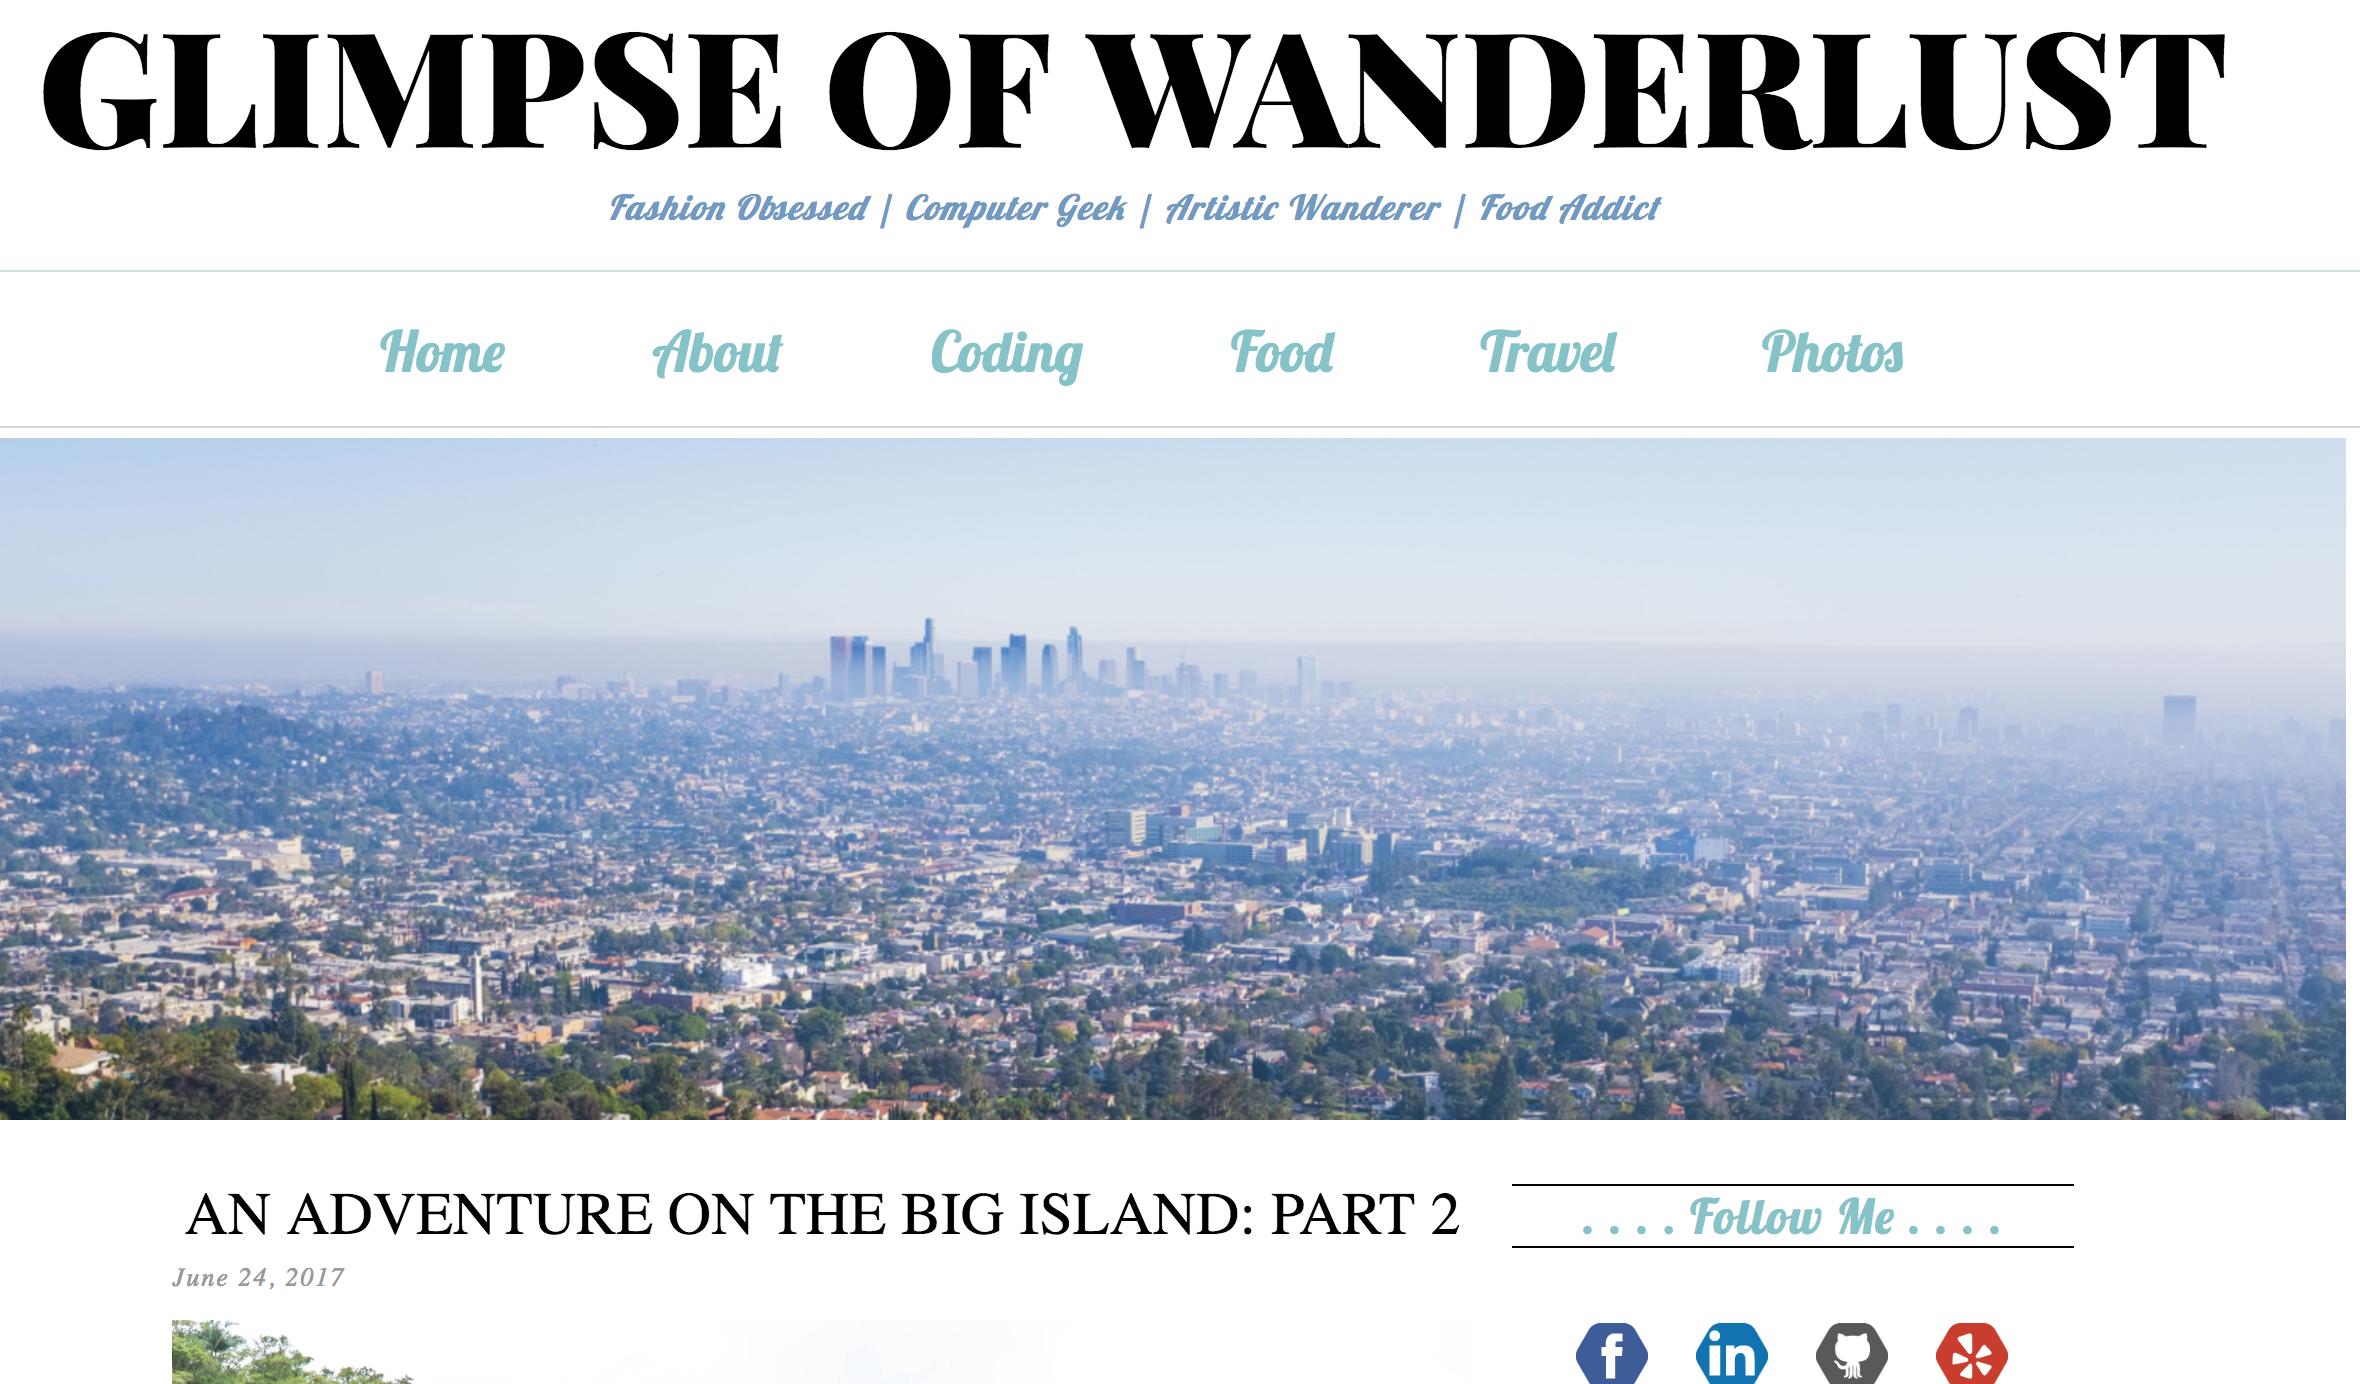 GLIMPSE OF WANDERLUST
Fashion Obsessed | Computer Geek | Artistic Wanderer | Food Addict
Home About Coding Food Travel Photos
AN ADVENTURE ON THE BIG ISLAND: PART 2
. . . . Follow Me . . . .
June 24, 2017
f in